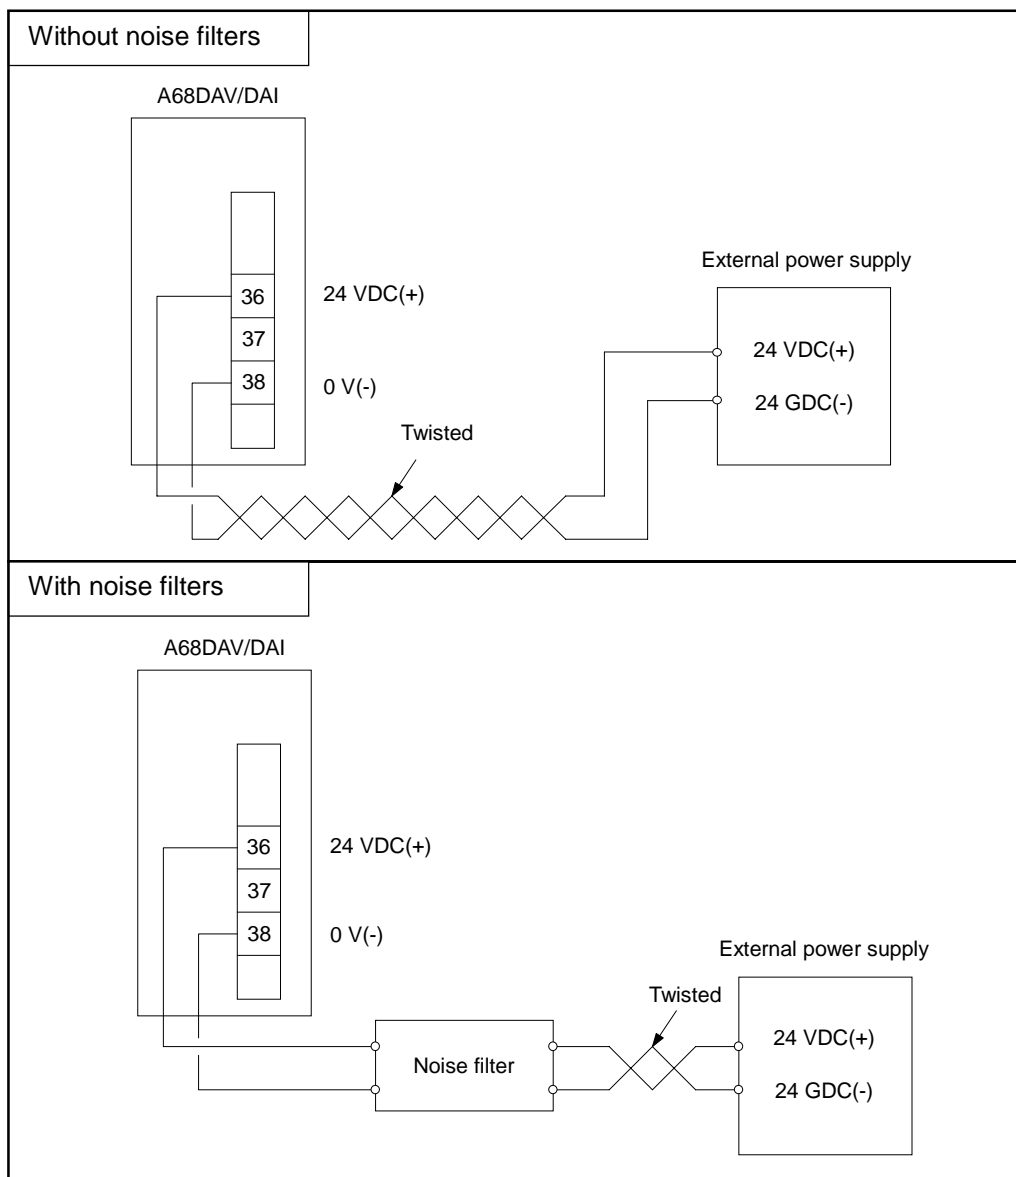 Without noise filters
A68DAV/DAI
External power supply
36
24 VDC(+)
37
24 VDC(+)
38
0 V(-)
24 GDC(-)
Twisted
With noise filters
A68DAV/DAI
36
24 VDC(+)
37
38
0 V(-)
External power supply
Twisted
24 VDC(+)
Noise filter
24 GDC(-)